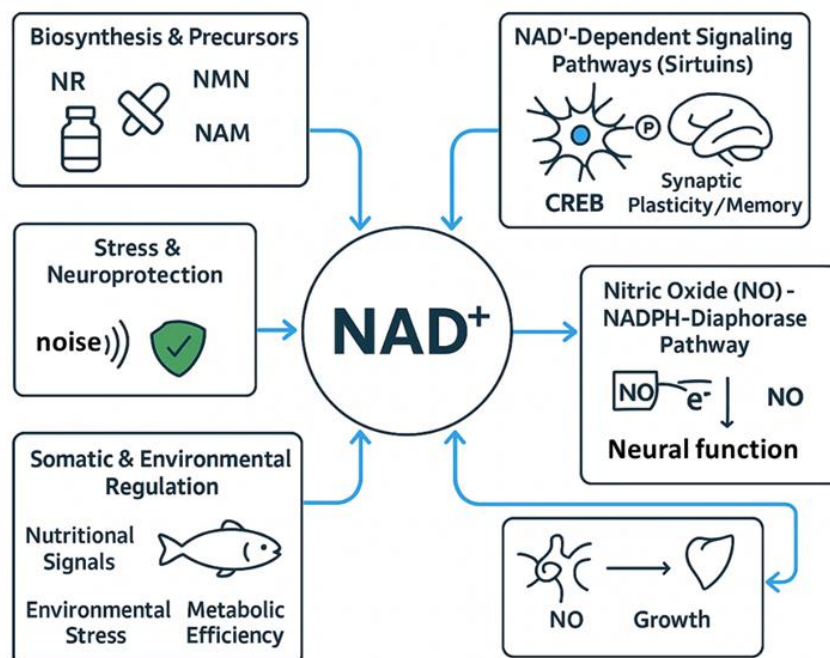 Biosynthesis & Precursors
NR
NMN
NAM
NAD'-Dependent Signaling
Pathways (Sirtuins)
P
CREB
Synaptic
Plasticity/Memory
Stress &
Neuroprotection
noise
NAD+
Nitric Oxide (NO) -
NADPH-Diaphorase
Pathway
NO
e-
NO
Neural function
Somatic & Environmental
Regulation
Nutritional
Signals
Environmental
Stress
Metabolic
Efficiency
NO
Growth